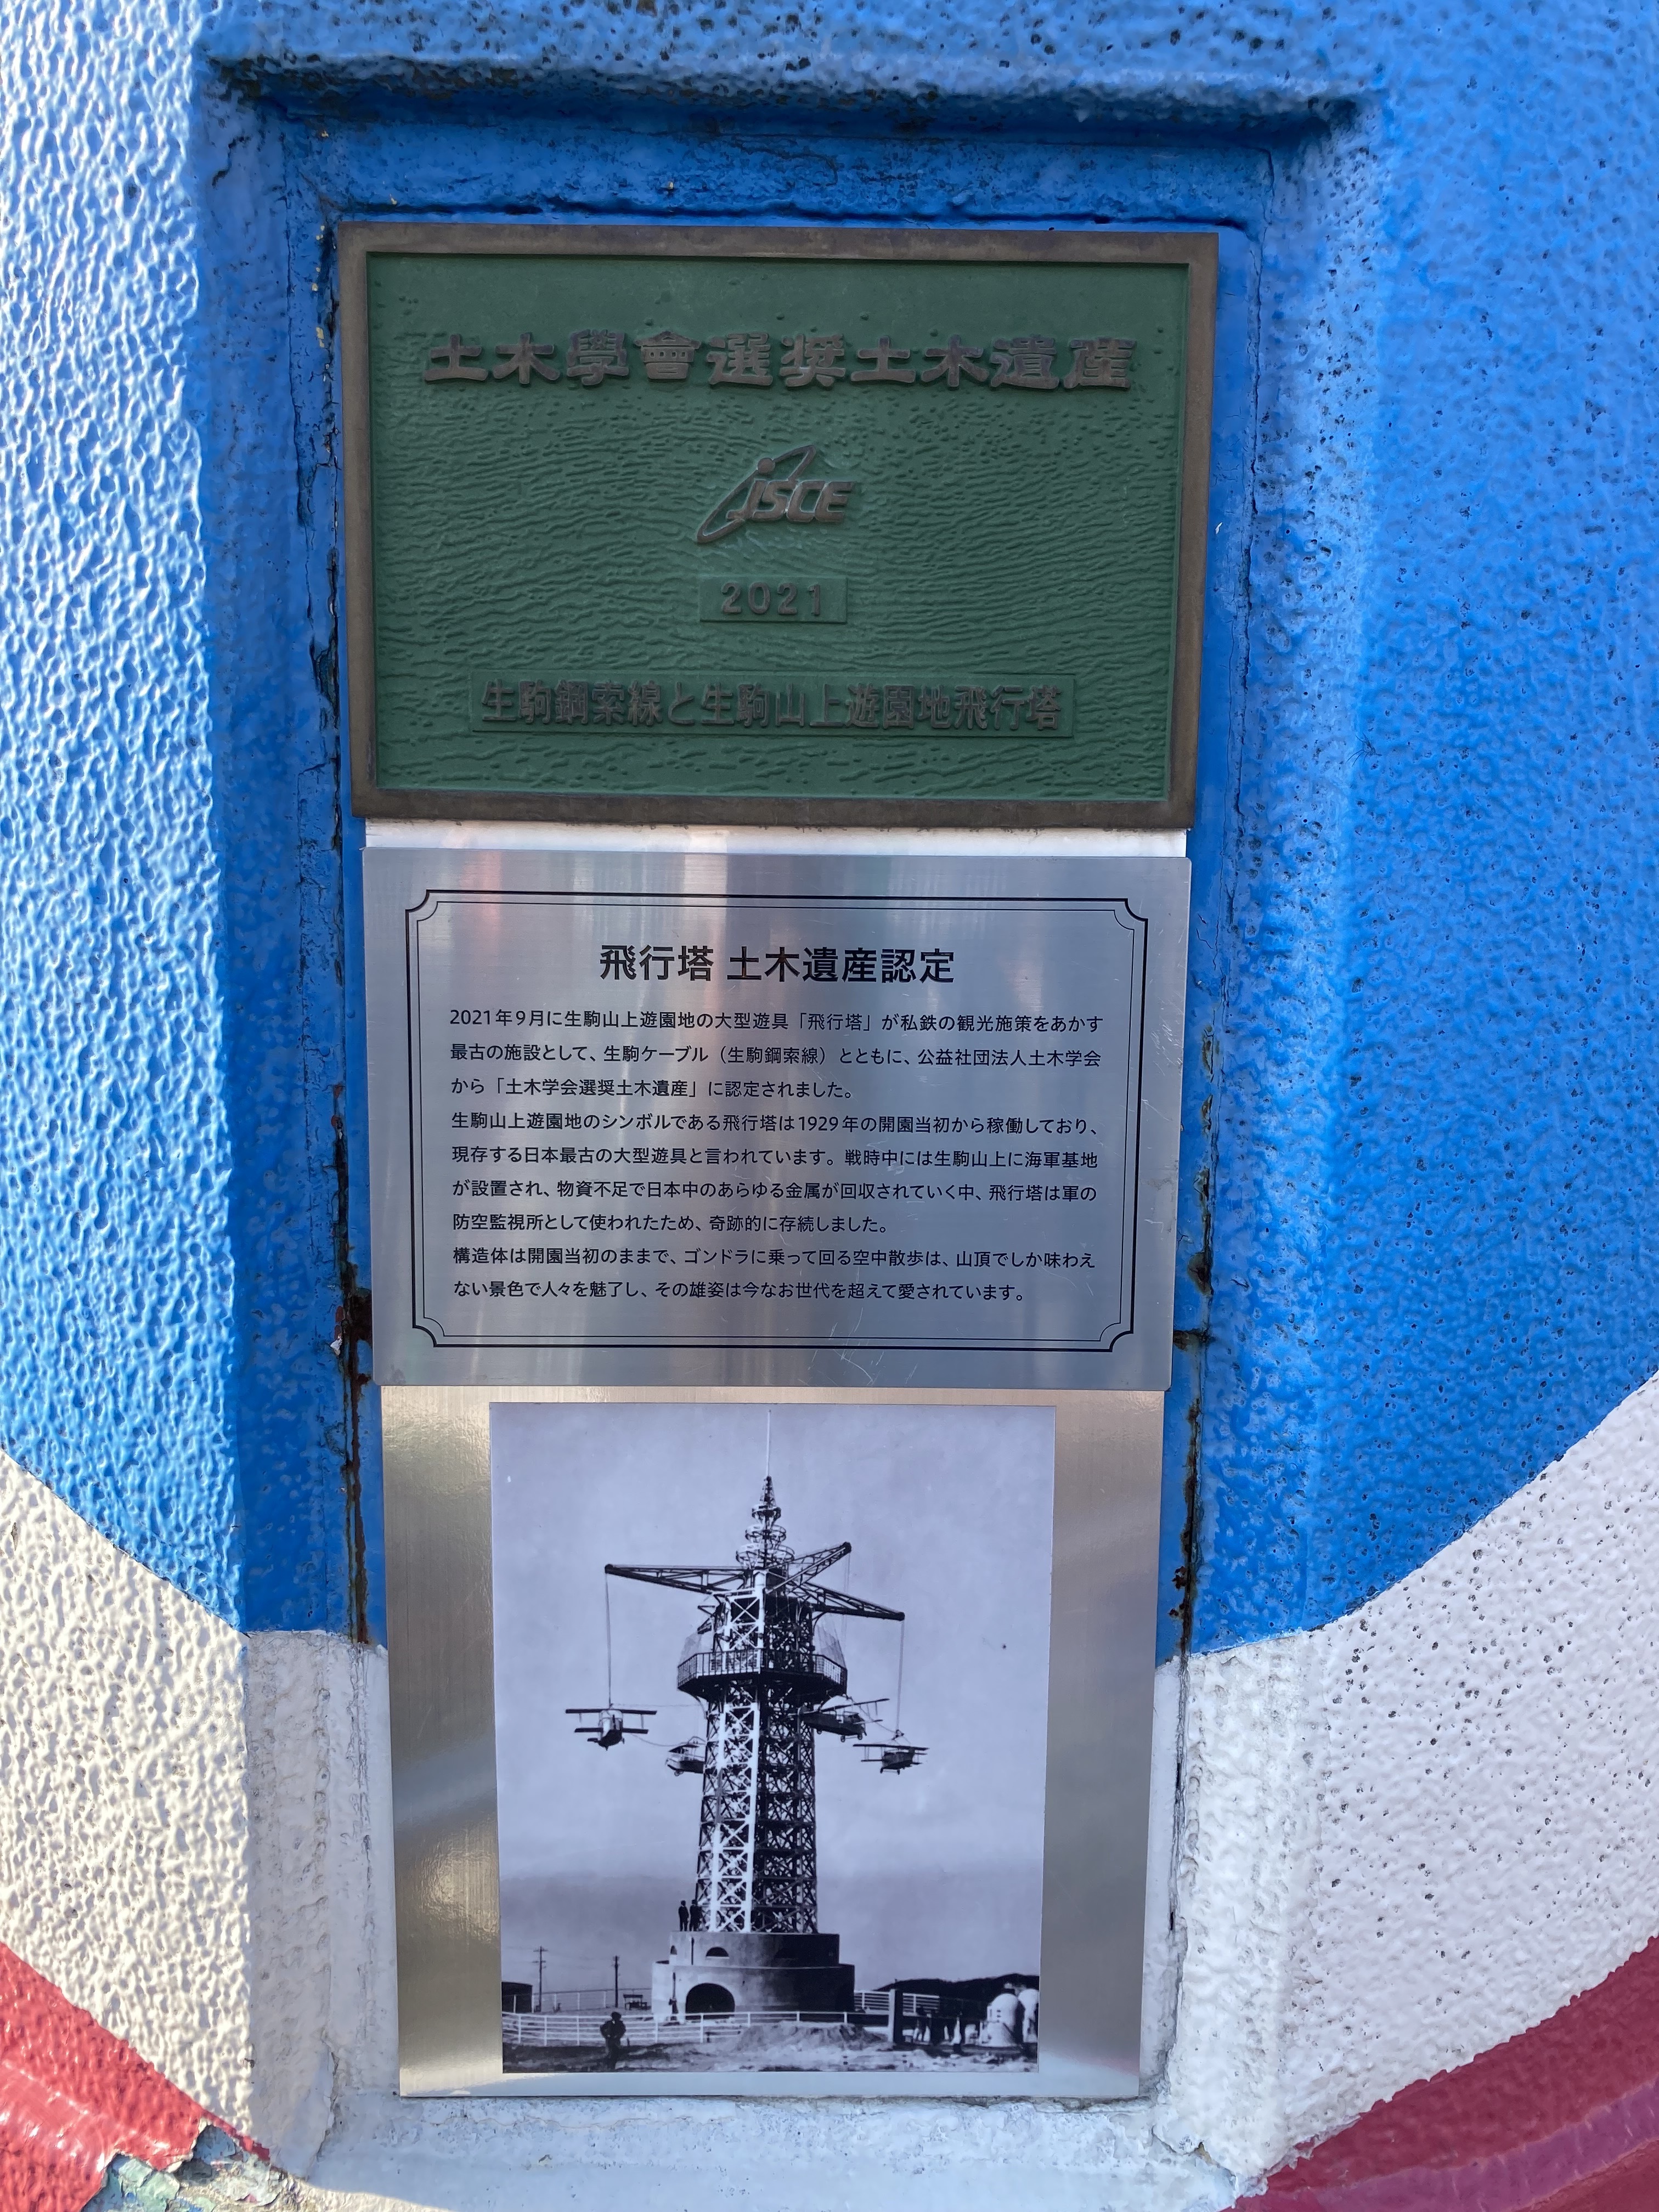 土木學會選奨土木遺産
JSCE
2021
生駒鋼索線と生駒山上遊園地飛行塔
飛行塔 土木遺産認定
2021年9月に生駒山上遊園地の大型遊具「飛行塔」が私鉄の観光施策をあかす
最古の施設として、生駒ケーブル（生駒鋼索線）とともに、公益社団法人土木学会
から「土木学会選奨土木遺産」に認定されました。
生駒山上遊園地のシンボルである飛行塔は1929年の開園当初から稼働しており、
現存する日本最古の大型遊具と言われています。戦時中には生駒山上に海軍基地
が設置され、物資不足で日本中のあらゆる金属が回収されていく中、飛行塔は軍の
防空監視所として使われたため、奇跡的に存続しました。
構造体は開園当初のままで、ゴンドラに乗って回る空中散歩は、山頂でしか味わえ
ない景色で人々を魅了し、その雄姿は今なお世代を超えて愛されています。